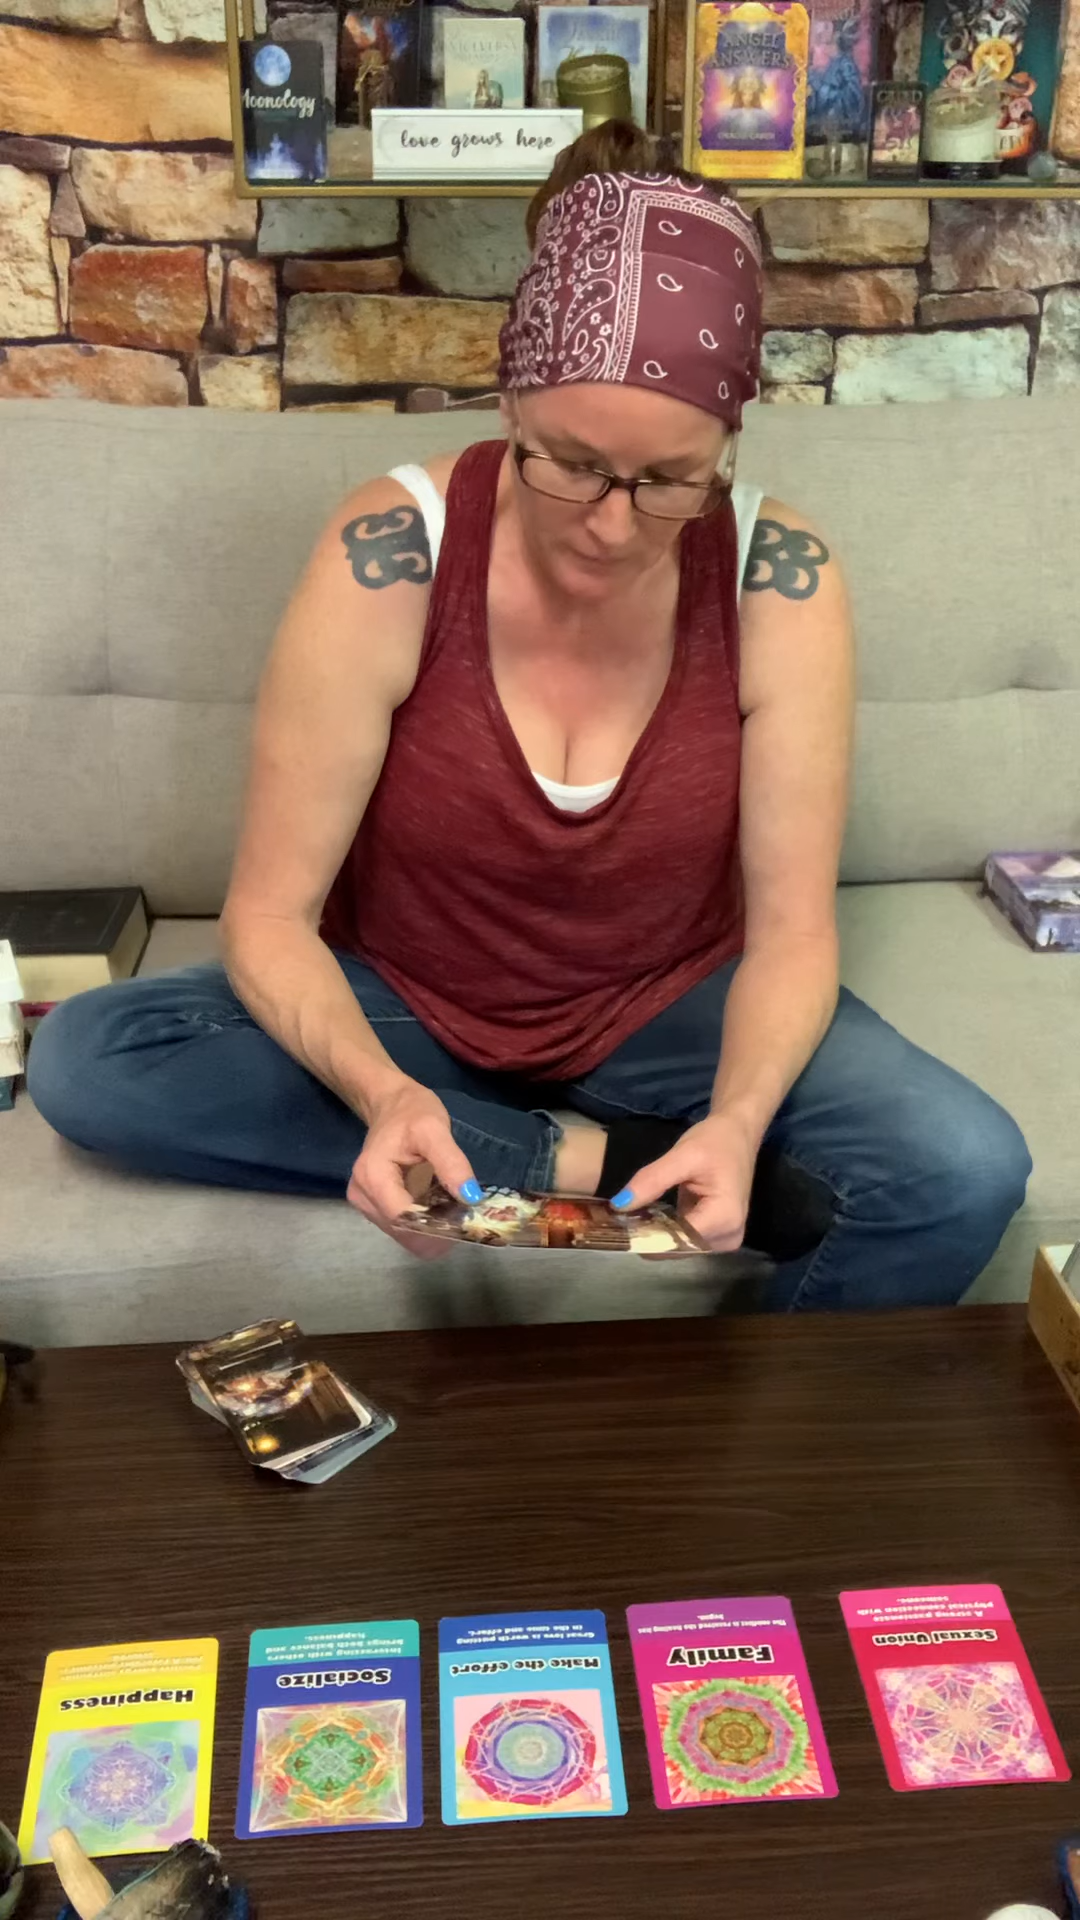 Moonology
love grows here
ANGEL
ANSWERS
ORACLE CARDS
Happiness
Interacting with others
brings both balance and
happiness.
Socialize
Great love is worth putting
in the time and effort.
Make the effort
The conflict is resolved the healing has
begun.
Family
A strong passionate
physical connection with
someone.
Sexual Union